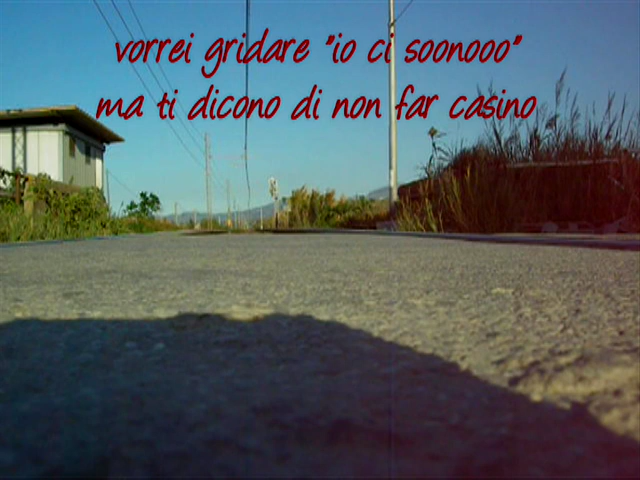 vorrei gridare "io ci soonooo"
ma ti dicono di non far casino